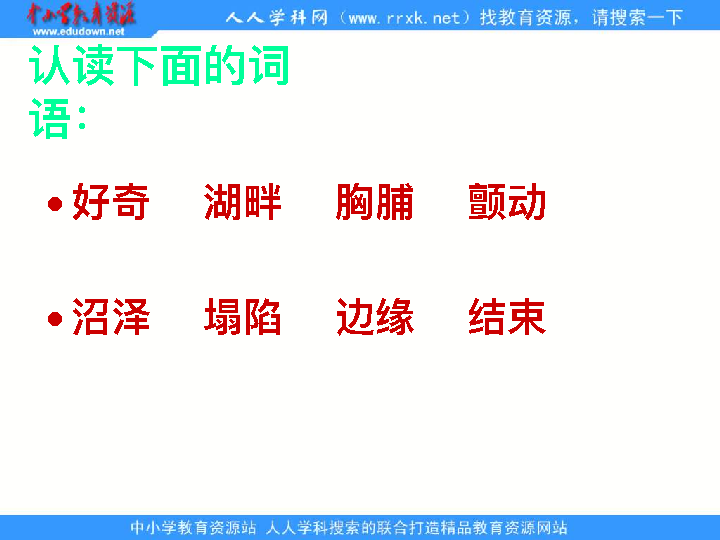 中小学教育资源
www.edudown.net
人人学科网（www.rrxk.net）找教育资源，请搜索一下
认读下面的词
语：
•好奇 湖畔 胸脯 颤动
•沼泽 塌陷 边缘 结束
中小学教育资源站 人人学科搜索的联合打造精品教育资源网站